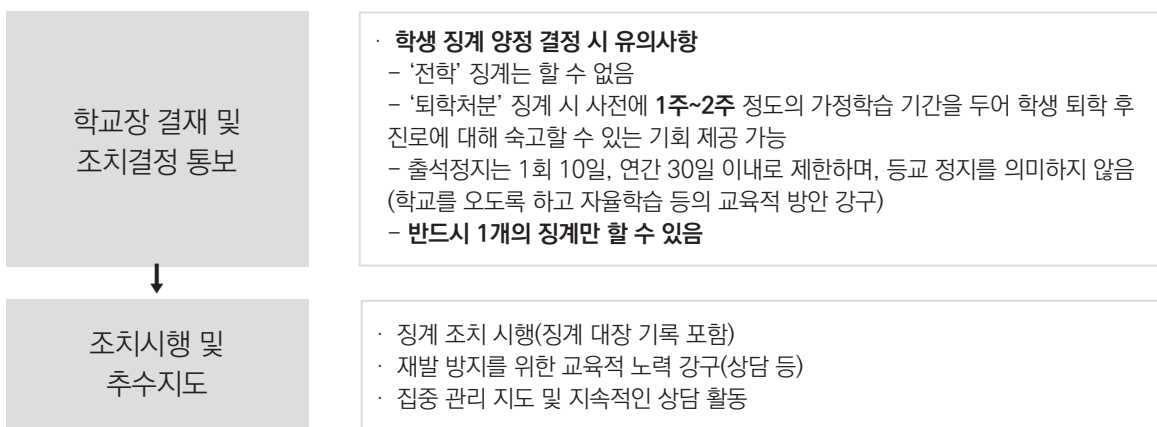 학교장 결재 및
조치결정 통보
· 학생 징계 양정 결정 시 유의사항
- ‘전학’ 징계는 할 수 없음
- ‘퇴학처분’ 징계 시 사전에 1주~2주 정도의 가정학습 기간을 두어 학생 퇴학 후
진로에 대해 숙고할 수 있는 기회 제공 가능
- 출석정지는 1회 10일, 연간 30일 이내로 제한하며, 등교 정지를 의미하지 않음
(학교를 오도록 하고 자율학습 등의 교육적 방안 강구)
- 반드시 1개의 징계만 할 수 있음
조치시행 및
추수지도
· 징계 조치 시행(징계 대장 기록 포함)
· 재발 방지를 위한 교육적 노력 강구(상담 등)
· 집중 관리 지도 및 지속적인 상담 활동